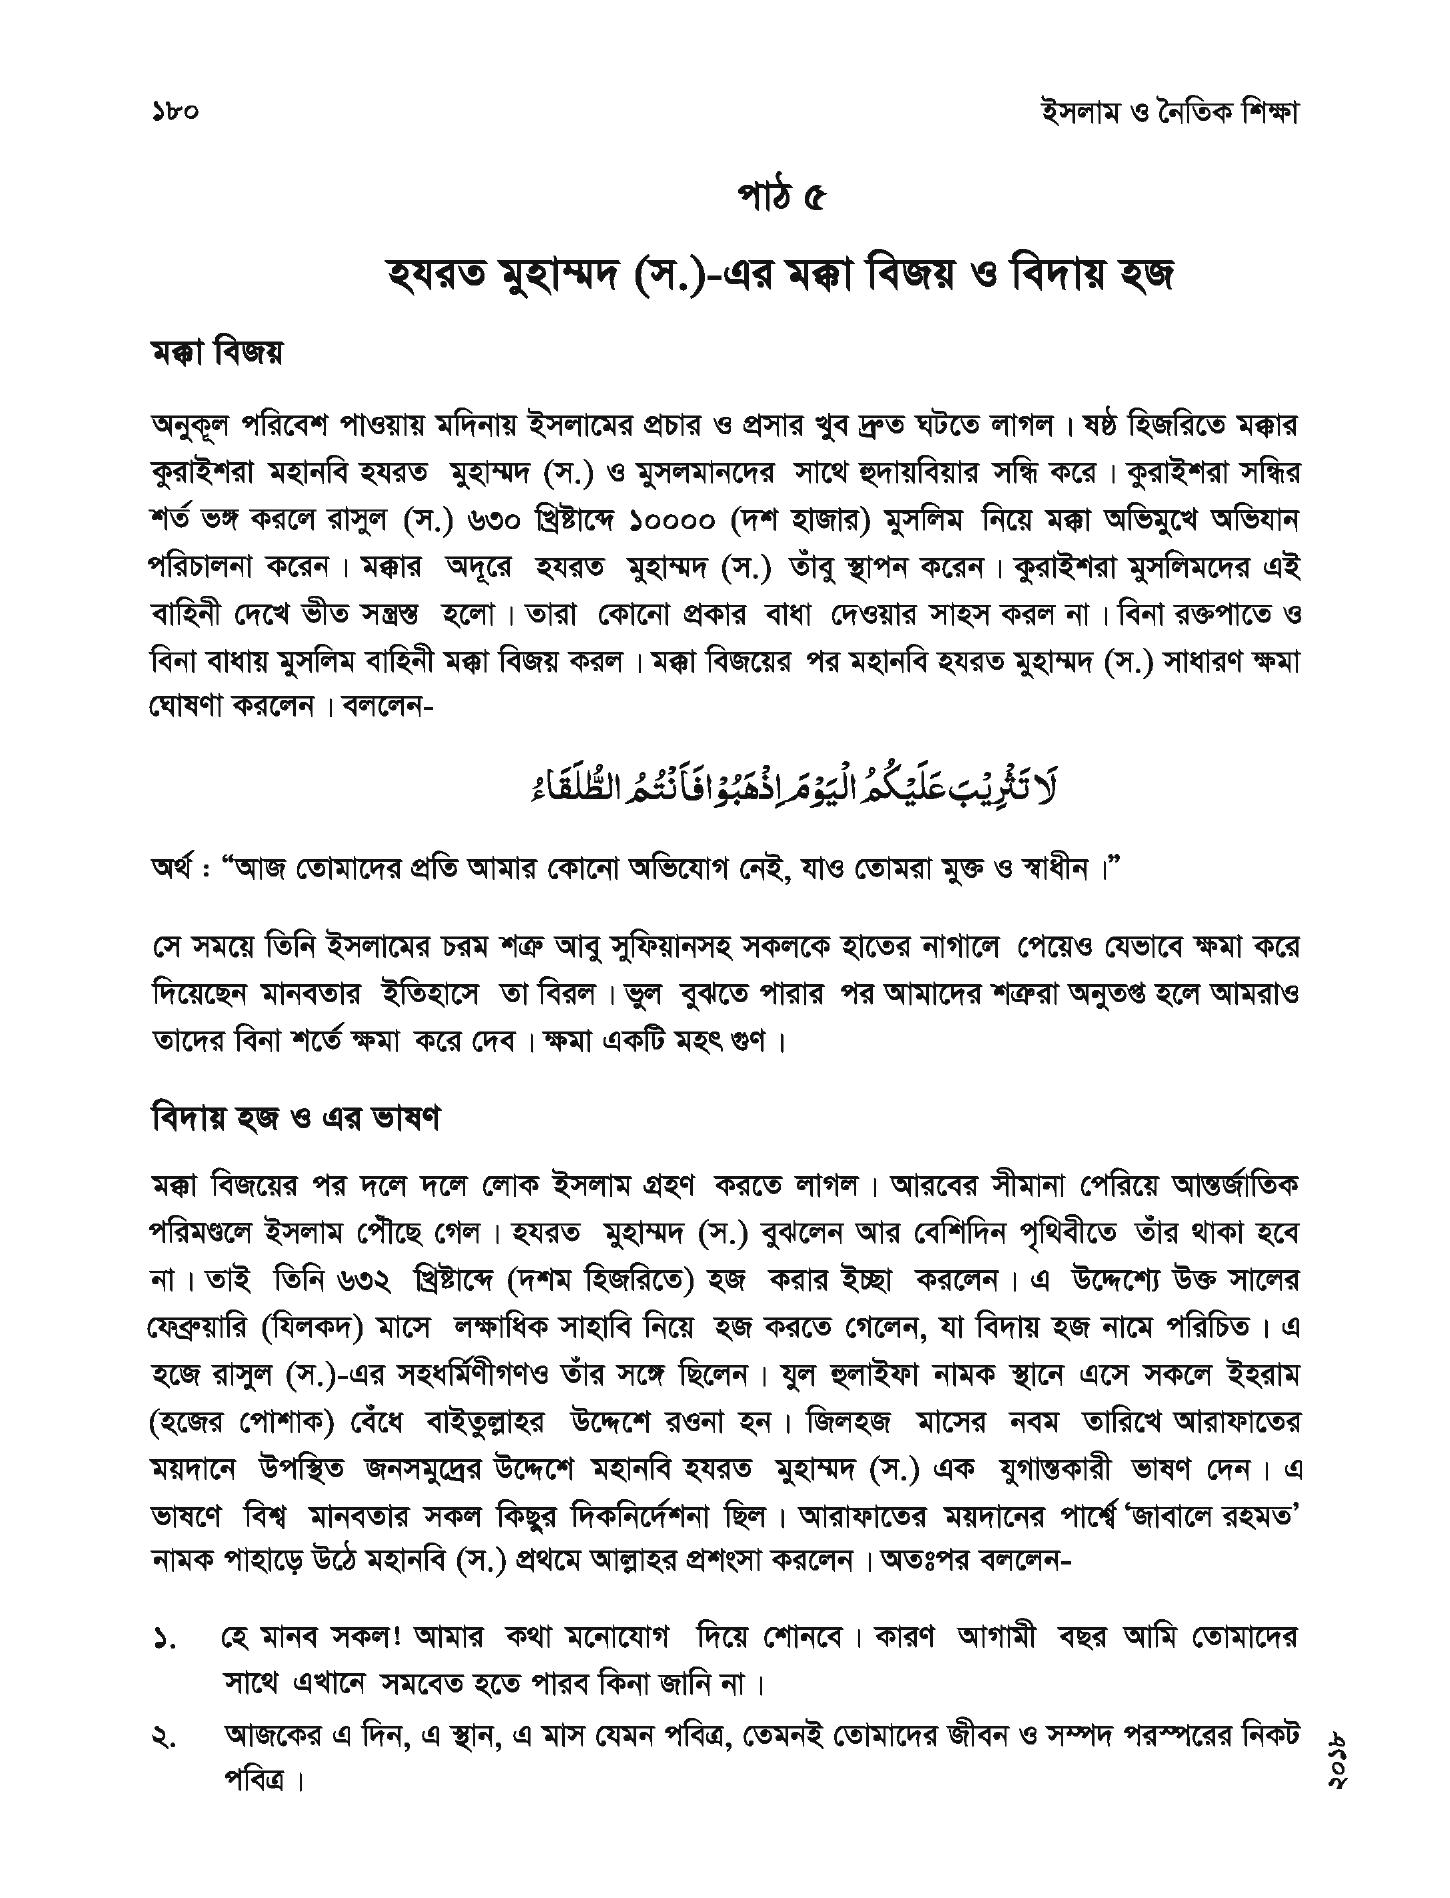 ১৮০
ইসলাম ও নৈতিক শিক্ষা
পাঠ ৫
হযরত মুহাম্মদ (স.)-এর মক্কা বিজয় ও বিদায় হজ
মক্কা বিজয়
অনুকূল পরিবেশ পাওয়ায় মদিনায় ইসলামের প্রচার ও প্রসার খুব দ্রুত ঘটতে লাগল। ষষ্ঠ হিজরিতে মক্কার
কুরাইশরা মহানবি হযরত মুহাম্মদ (স.) ও মুসলমানদের সাথে হুদায়বিয়ার সন্ধি করে। কুরাইশরা সন্ধির
শর্ত ভঙ্গ করলে রাসুল (স.) ৬৩০ খ্রিষ্টাব্দে ১০০০০ (দশ হাজার) মুসলিম নিয়ে মক্কা অভিমুখে অভিযান
পরিচালনা করেন। মক্কার অদূরে হযরত মুহাম্মদ (স.) তাঁবু স্থাপন করেন। কুরাইশরা মুসলিমদের এই
বাহিনী দেখে ভীত সন্ত্রস্ত হলো। তারা কোনো প্রকার বাধা দেওয়ার সাহস করল না। বিনা রক্তপাতে ও
বিনা বাধায় মুসলিম বাহিনী মক্কা বিজয় করল। মক্কা বিজয়ের পর মহানবি হযরত মুহাম্মদ (স.) সাধারণ ক্ষমা
ঘোষণা করলেন। বললেন-
لَا تَثْرِيْبَ عَلَيْكُمُ الْيَوْمَ اِذْهَبُوْا فَاَنْتُمُ الطُّلَقَاءُ
অর্থ : “আজ তোমাদের প্রতি আমার কোনো অভিযোগ নেই, যাও তোমরা মুক্ত ও স্বাধীন।”
সে সময়ে তিনি ইসলামের চরম শত্রু আবু সুফিয়ানসহ সকলকে হাতের নাগালে পেয়েও যেভাবে ক্ষমা করে
দিয়েছেন মানবতার ইতিহাসে তা বিরল। ভুল বুঝতে পারার পর আমাদের শত্রুরা অনুতপ্ত হলে আমরাও
তাদের বিনা শর্তে ক্ষমা করে দেব। ক্ষমা একটি মহৎ গুণ।
বিদায় হজ ও এর ভাষণ
মক্কা বিজয়ের পর দলে দলে লোক ইসলাম গ্রহণ করতে লাগল। আরবের সীমানা পেরিয়ে আন্তর্জাতিক
পরিমণ্ডলে ইসলাম পৌঁছে গেল। হযরত মুহাম্মদ (স.) বুঝলেন আর বেশিদিন পৃথিবীতে তাঁর থাকা হবে
না। তাই তিনি ৬৩২ খ্রিষ্টাব্দে (দশম হিজরিতে) হজ করার ইচ্ছা করলেন। এ উদ্দেশ্যে উক্ত সালের
ফেব্রুয়ারি (যিলকদ) মাসে লক্ষাধিক সাহাবি নিয়ে হজ করতে গেলেন, যা বিদায় হজ নামে পরিচিত। এ
হজে রাসুল (স.)-এর সহধর্মিণীগণও তাঁর সঙ্গে ছিলেন। যুল হুলাইফা নামক স্থানে এসে সকলে ইহরাম
(হজের পোশাক) বেঁধে বাইতুল্লাহর উদ্দেশে রওনা হন। জিলহজ মাসের নবম তারিখে আরাফাতের
ময়দানে উপস্থিত জনসমুদ্রের উদ্দেশে মহানবি হযরত মুহাম্মদ (স.) এক যুগান্তকারী ভাষণ দেন। এ
ভাষণে বিশ্ব মানবতার সকল কিছুর দিকনির্দেশনা ছিল। আরাফাতের ময়দানের পার্শ্বে ‘জাবালে রহমত’
নামক পাহাড়ে উঠে মহানবি (স.) প্রথমে আল্লাহর প্রশংসা করলেন। অতঃপর বললেন-
১. হে মানব সকল! আমার কথা মনোযোগ দিয়ে শোনবে। কারণ আগামী বছর আমি তোমাদের
সাথে এখানে সমবেত হতে পারব কিনা জানি না।
২. আজকের এ দিন, এ স্থান, এ মাস যেমন পবিত্র, তেমনই তোমাদের জীবন ও সম্পদ পরস্পরের নিকট
পবিত্র।
২০১৮